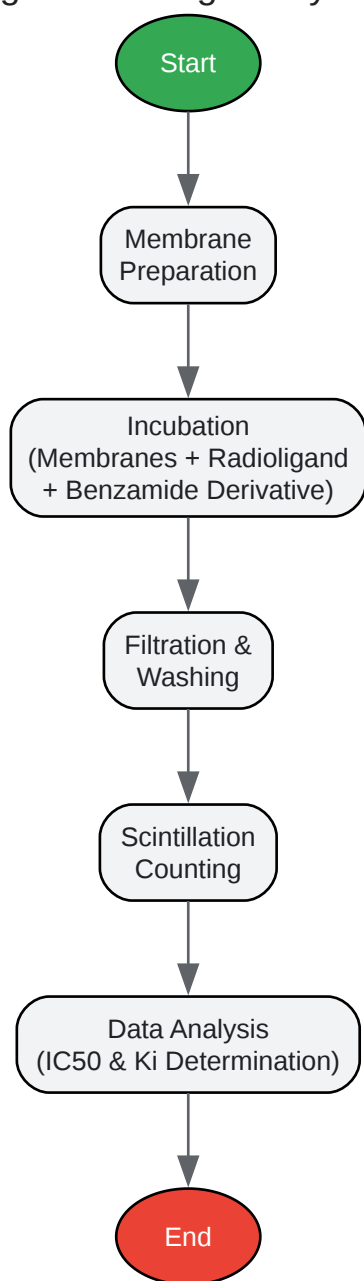 Start
Membrane
Preparation
Incubation
(Membranes + Radioligand
+ Benzamide Derivative)
Filtration &
Washing
Scintillation
Counting
Data Analysis
(IC50 & Ki Determination)
End